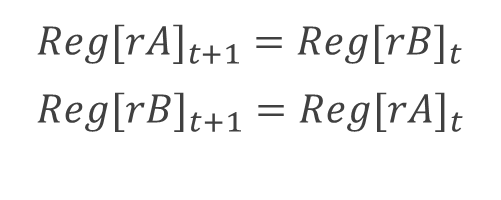 Reg[rA]ₜ₊₁ = Reg[rB]ₜ
Reg[rB]ₜ₊₁ = Reg[rA]ₜ